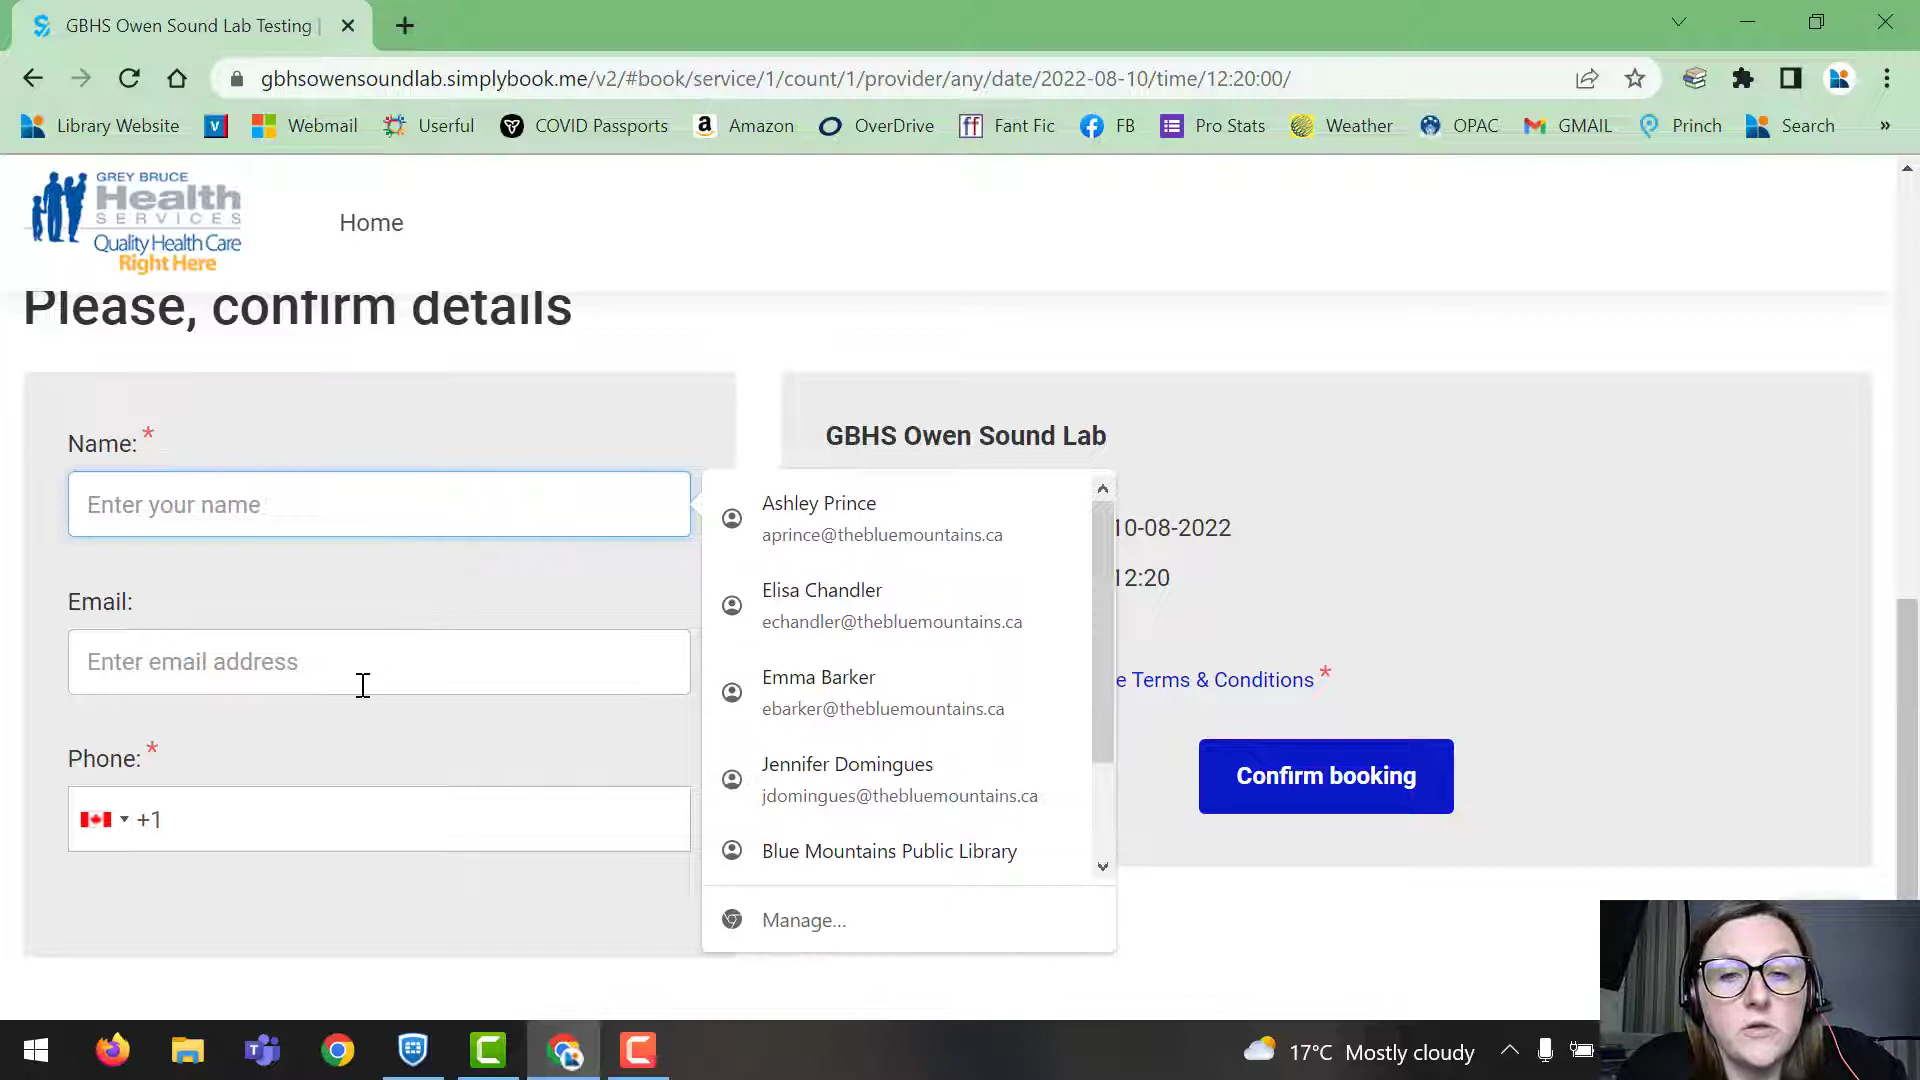 GBHS Owen Sound Lab Testing |
gbhsowensoundlab.simplybook.me/v2/#book/service/1/count/1/provider/any/date/2022-08-10/time/12:20:00/
Library Website
V
Webmail
Userful
COVID Passports
Amazon
OverDrive
Fant Fic
FB
Pro Stats
Weather
OPAC
GMAIL
Princh
Search
»
GREY BRUCE
Health
SERVICES
Quality Health Care
Right Here
Home
Please, confirm details
Name: *
Enter your name
Email:
Enter email address
Phone: *
+1
Ashley Prince
aprince@thebluemountains.ca
Elisa Chandler
echandler@thebluemountains.ca
Emma Barker
ebarker@thebluemountains.ca
Jennifer Domingues
jdomingues@thebluemountains.ca
Blue Mountains Public Library
Manage...
GBHS Owen Sound Lab
10-08-2022
12:20
e Terms & Conditions *
Confirm booking
17°C Mostly cloudy